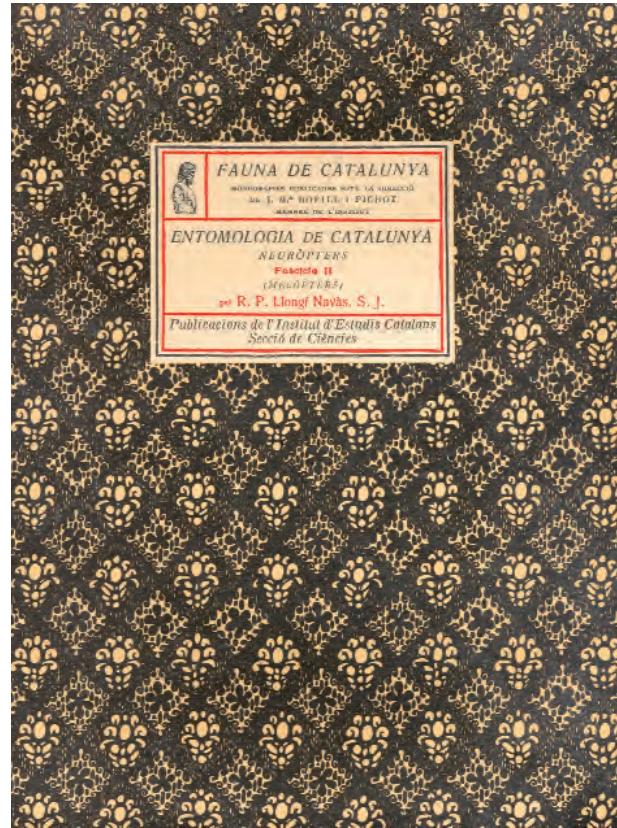 FAUNA DE CATALUNYA
MONOGRAFIES PUBLICADES SOTA LA DIRECCIÓ
DE J. Mª BOFILL I PICHOT
MEMBRE DE L'INSTITUT
ENTOMOLOGIA DE CATALUNYA
NEURÒPTERS
Fascicle II
(MECÒPTERS)
per R. P. Llongí Navàs, S. J.
Publicacions de l'Institut d'Estudis Catalans
Secció de Ciències